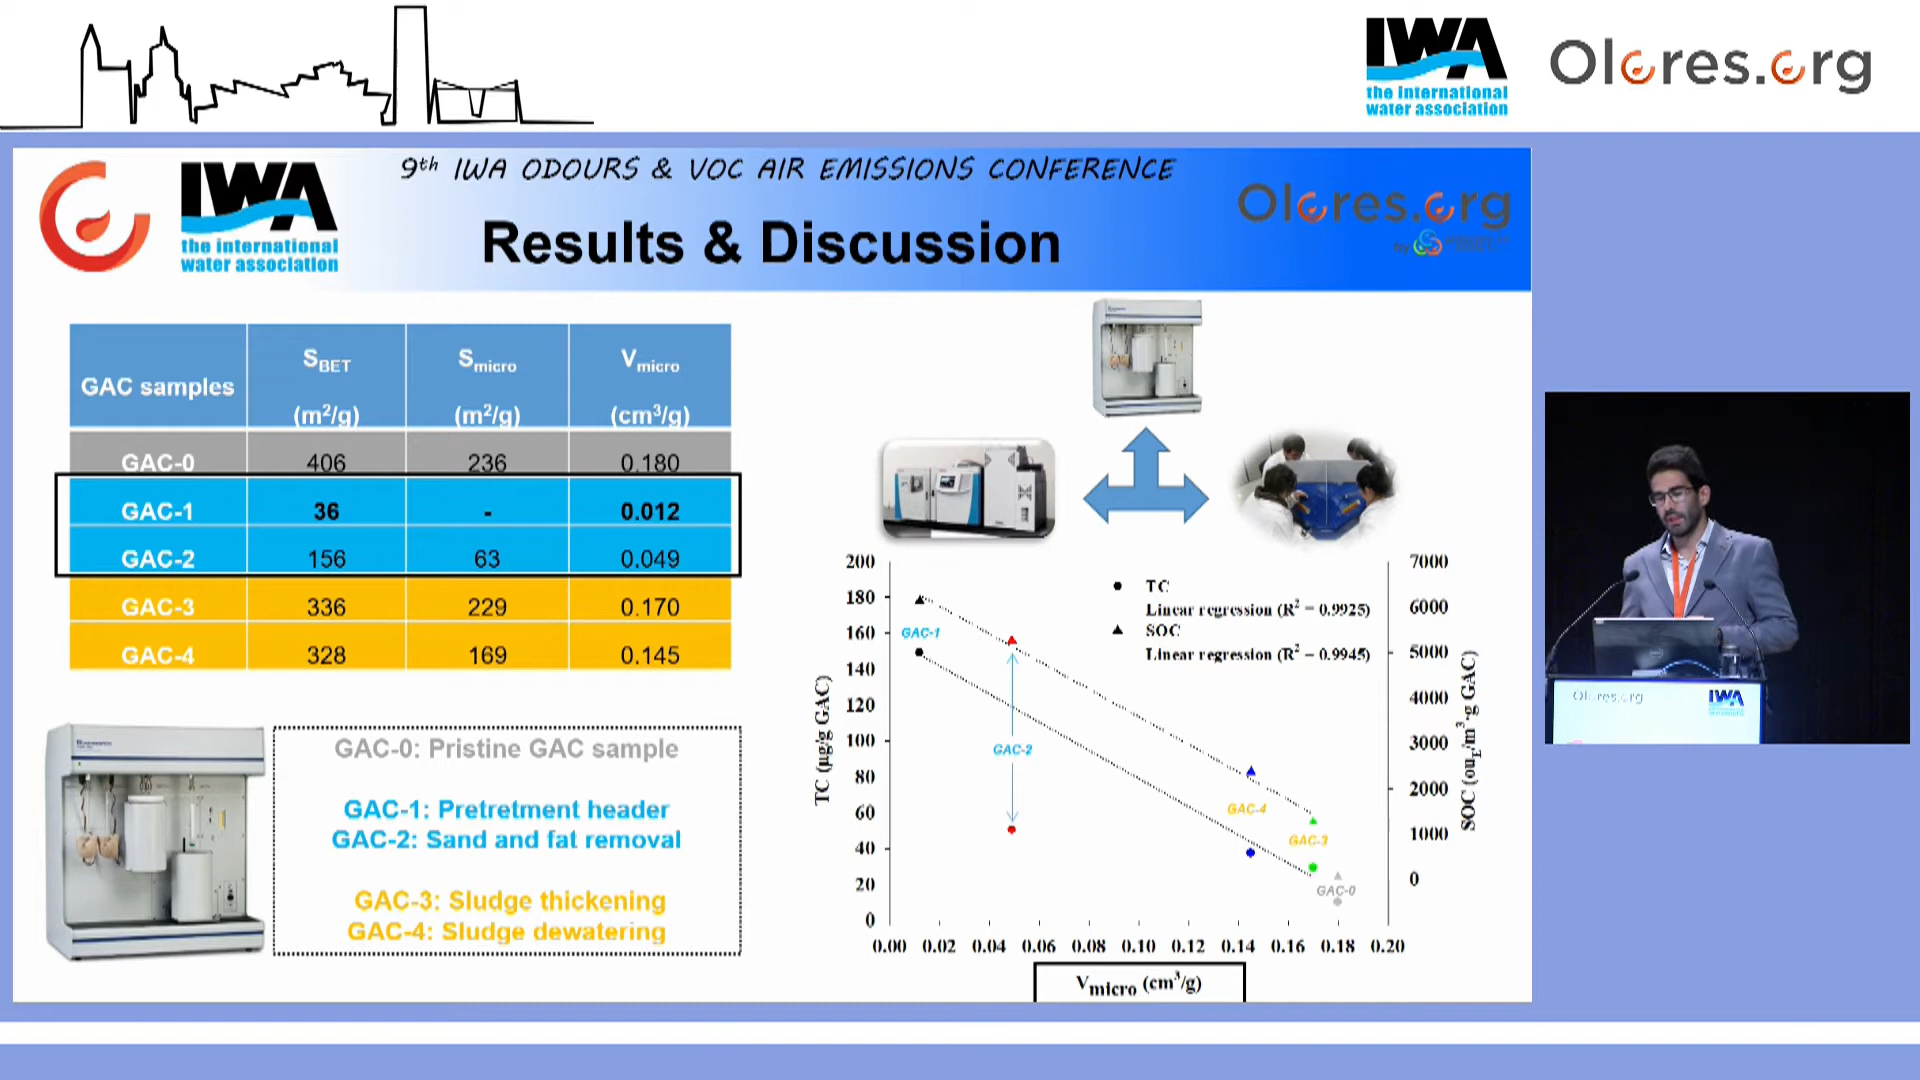 IWA
the international
water association
Olores.org
9th IWA ODOURS & VOC AIR EMISSIONS CONFERENCE
IWA
the international
water association
Olores.org
by
Results & Discussion
GAC samples
SBET
(m²/g)
Smicro
(m²/g)
Vmicro
(cm³/g)
GAC-0 406 236 0.180
GAC-1 36 - 0.012
GAC-2 156 63 0.049
GAC-3 336 229 0.170
GAC-4 328 169 0.145
GAC-0: Pristine GAC sample
GAC-1: Pretretment header
GAC-2: Sand and fat removal
GAC-3: Sludge thickening
GAC-4: Sludge dewatering
200
180
160
140
120
100
80
60
40
20
0
TC (µg/g GAC)
TC
Linear regression (R² = 0.9925)
SOC
Linear regression (R² = 0.9945)
GAC-1
GAC-2
GAC-4
GAC-3
GAC-0
7000
6000
5000
4000
3000
2000
1000
0
SOC (ouE/m³·g GAC)
0.00 0.02 0.04 0.06 0.08 0.10 0.12 0.14 0.16 0.18 0.20
Vmicro (cm³/g)
Olores.org
IWA